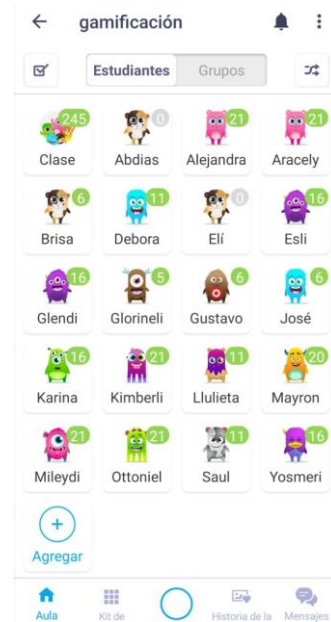 gamificación
Estudiantes Grupos
245 0 21 21
Clase Abdias Alejandra Aracely
6 11 0 16
Brisa Debora Elí Esli
16 5 6 6
Glendi Glorineli Gustavo José
16 21 11 20
Karina Kimberli Llulieta Mayron
21 21 11 16
Mileydi Ottoniel Saul Yosmeri
Agregar
Aula Kit de Historia de la Mensajes